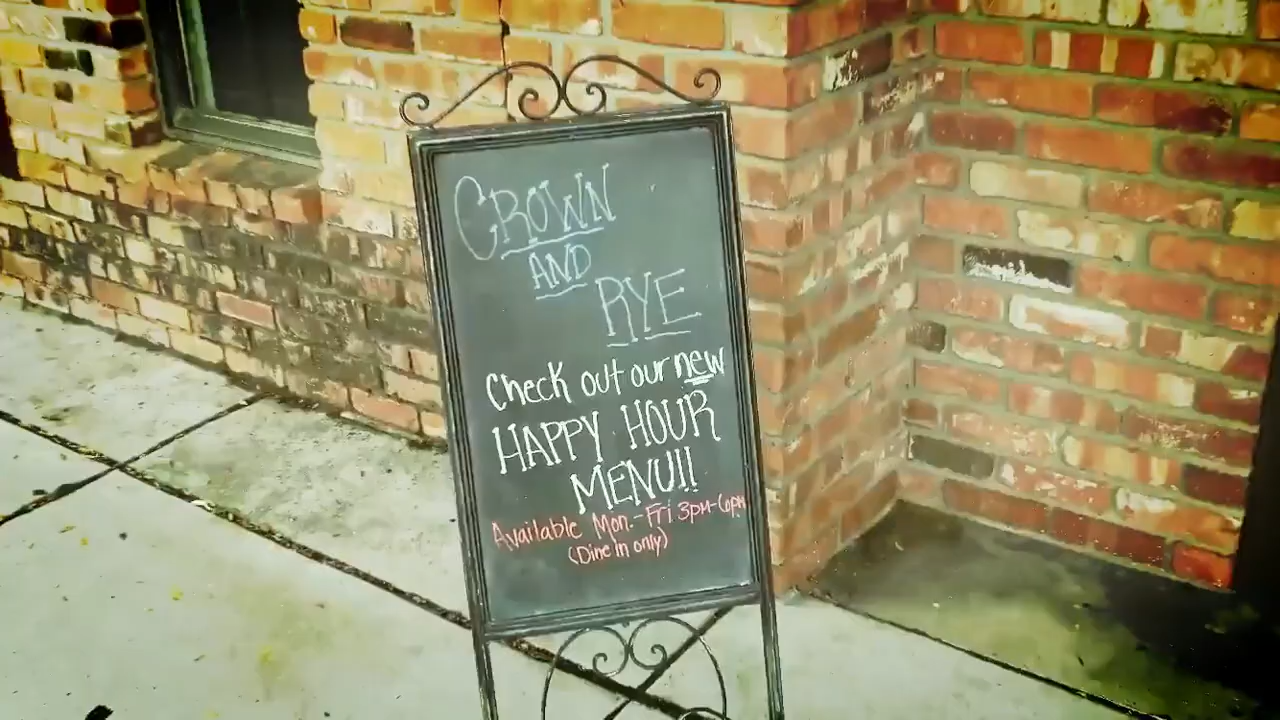 CROWN
AND
RYE
Check out our new
HAPPY HOUR
MENU!!
Available Mon.-Fri 3PM-6PM
(Dine in only)